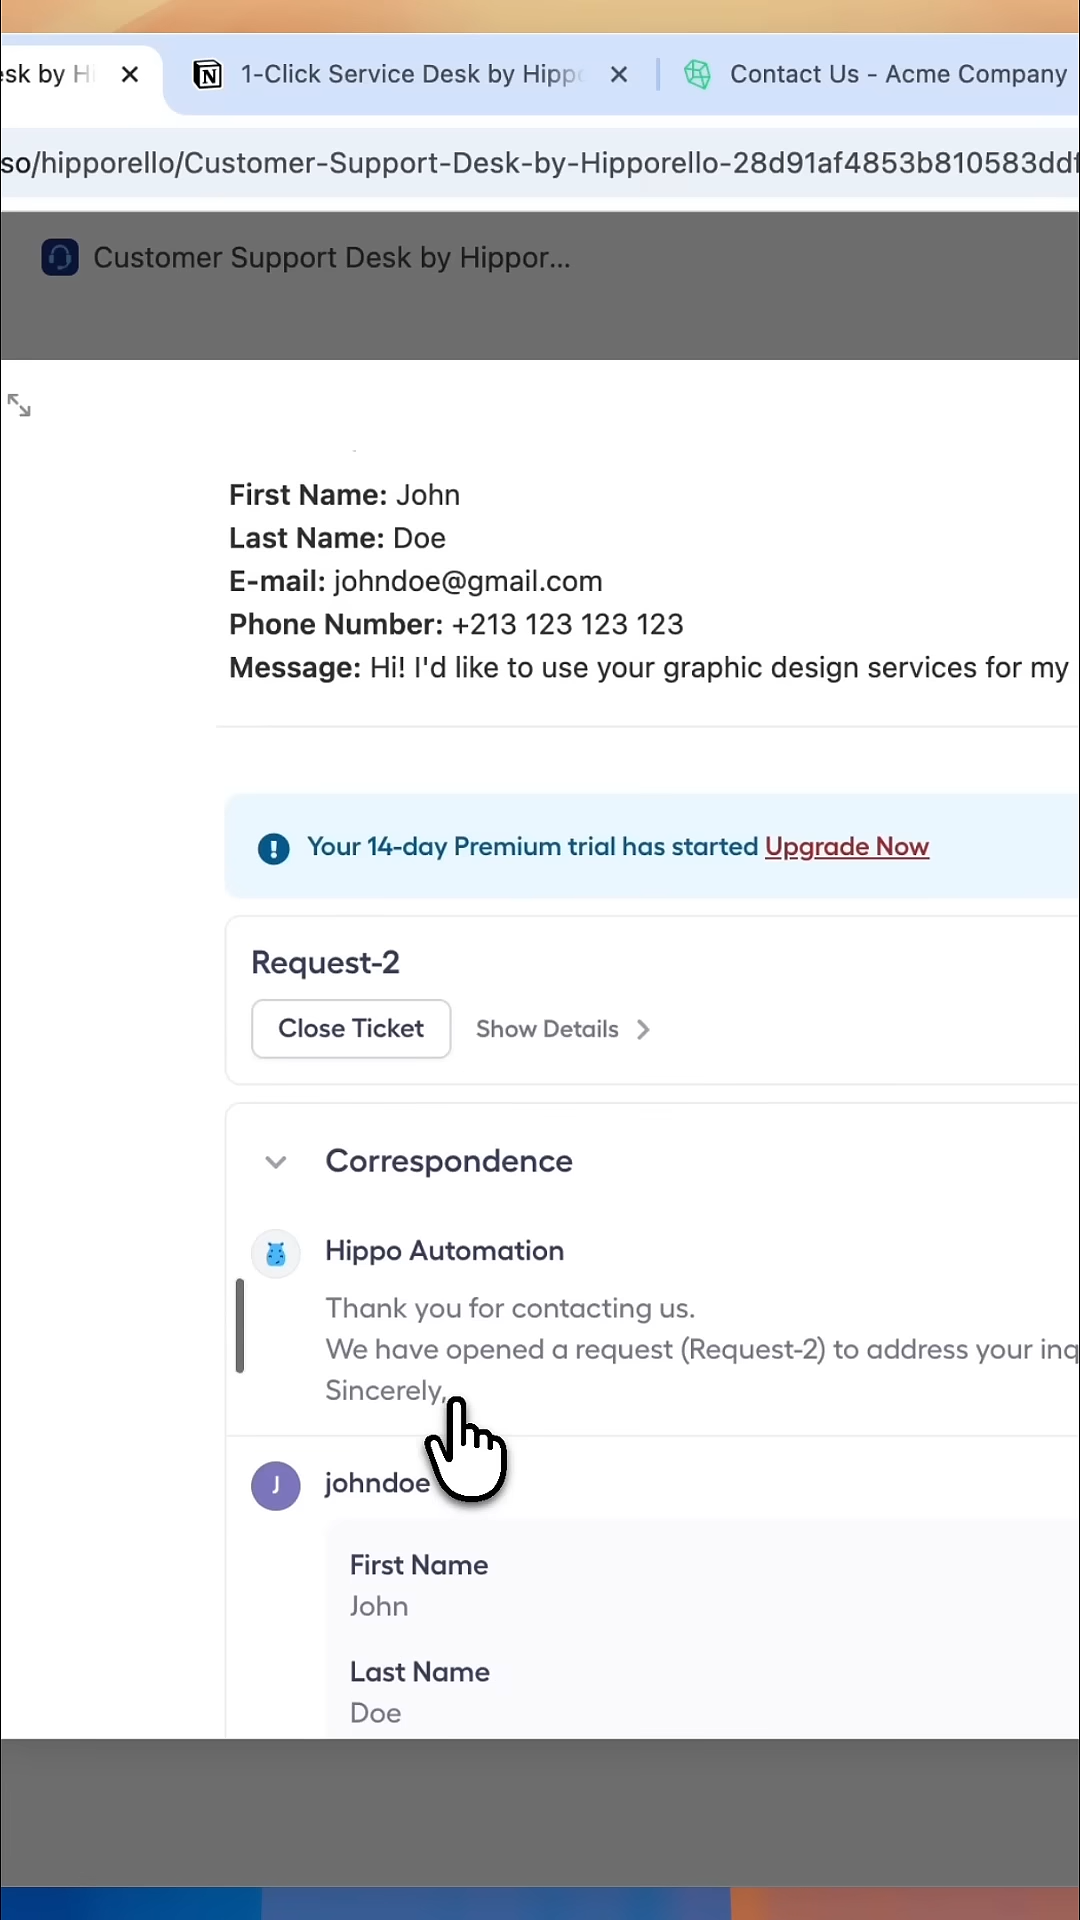 esk by H
1-Click Service Desk by Hipp
Contact Us - Acme Company
so/hipporello/Customer-Support-Desk-by-Hipporello-28d91af4853b810583ddf
Customer Support Desk by Hippor...
First Name: John
Last Name: Doe
E-mail: johndoe@gmail.com
Phone Number: +213 123 123 123
Message: Hi! I'd like to use your graphic design services for my
Your 14-day Premium trial has started Upgrade Now
Request-2
Close Ticket
Show Details
Correspondence
Hippo Automation
Thank you for contacting us.
We have opened a request (Request-2) to address your inq
Sincerely,
J
johndoe
First Name
John
Last Name
Doe